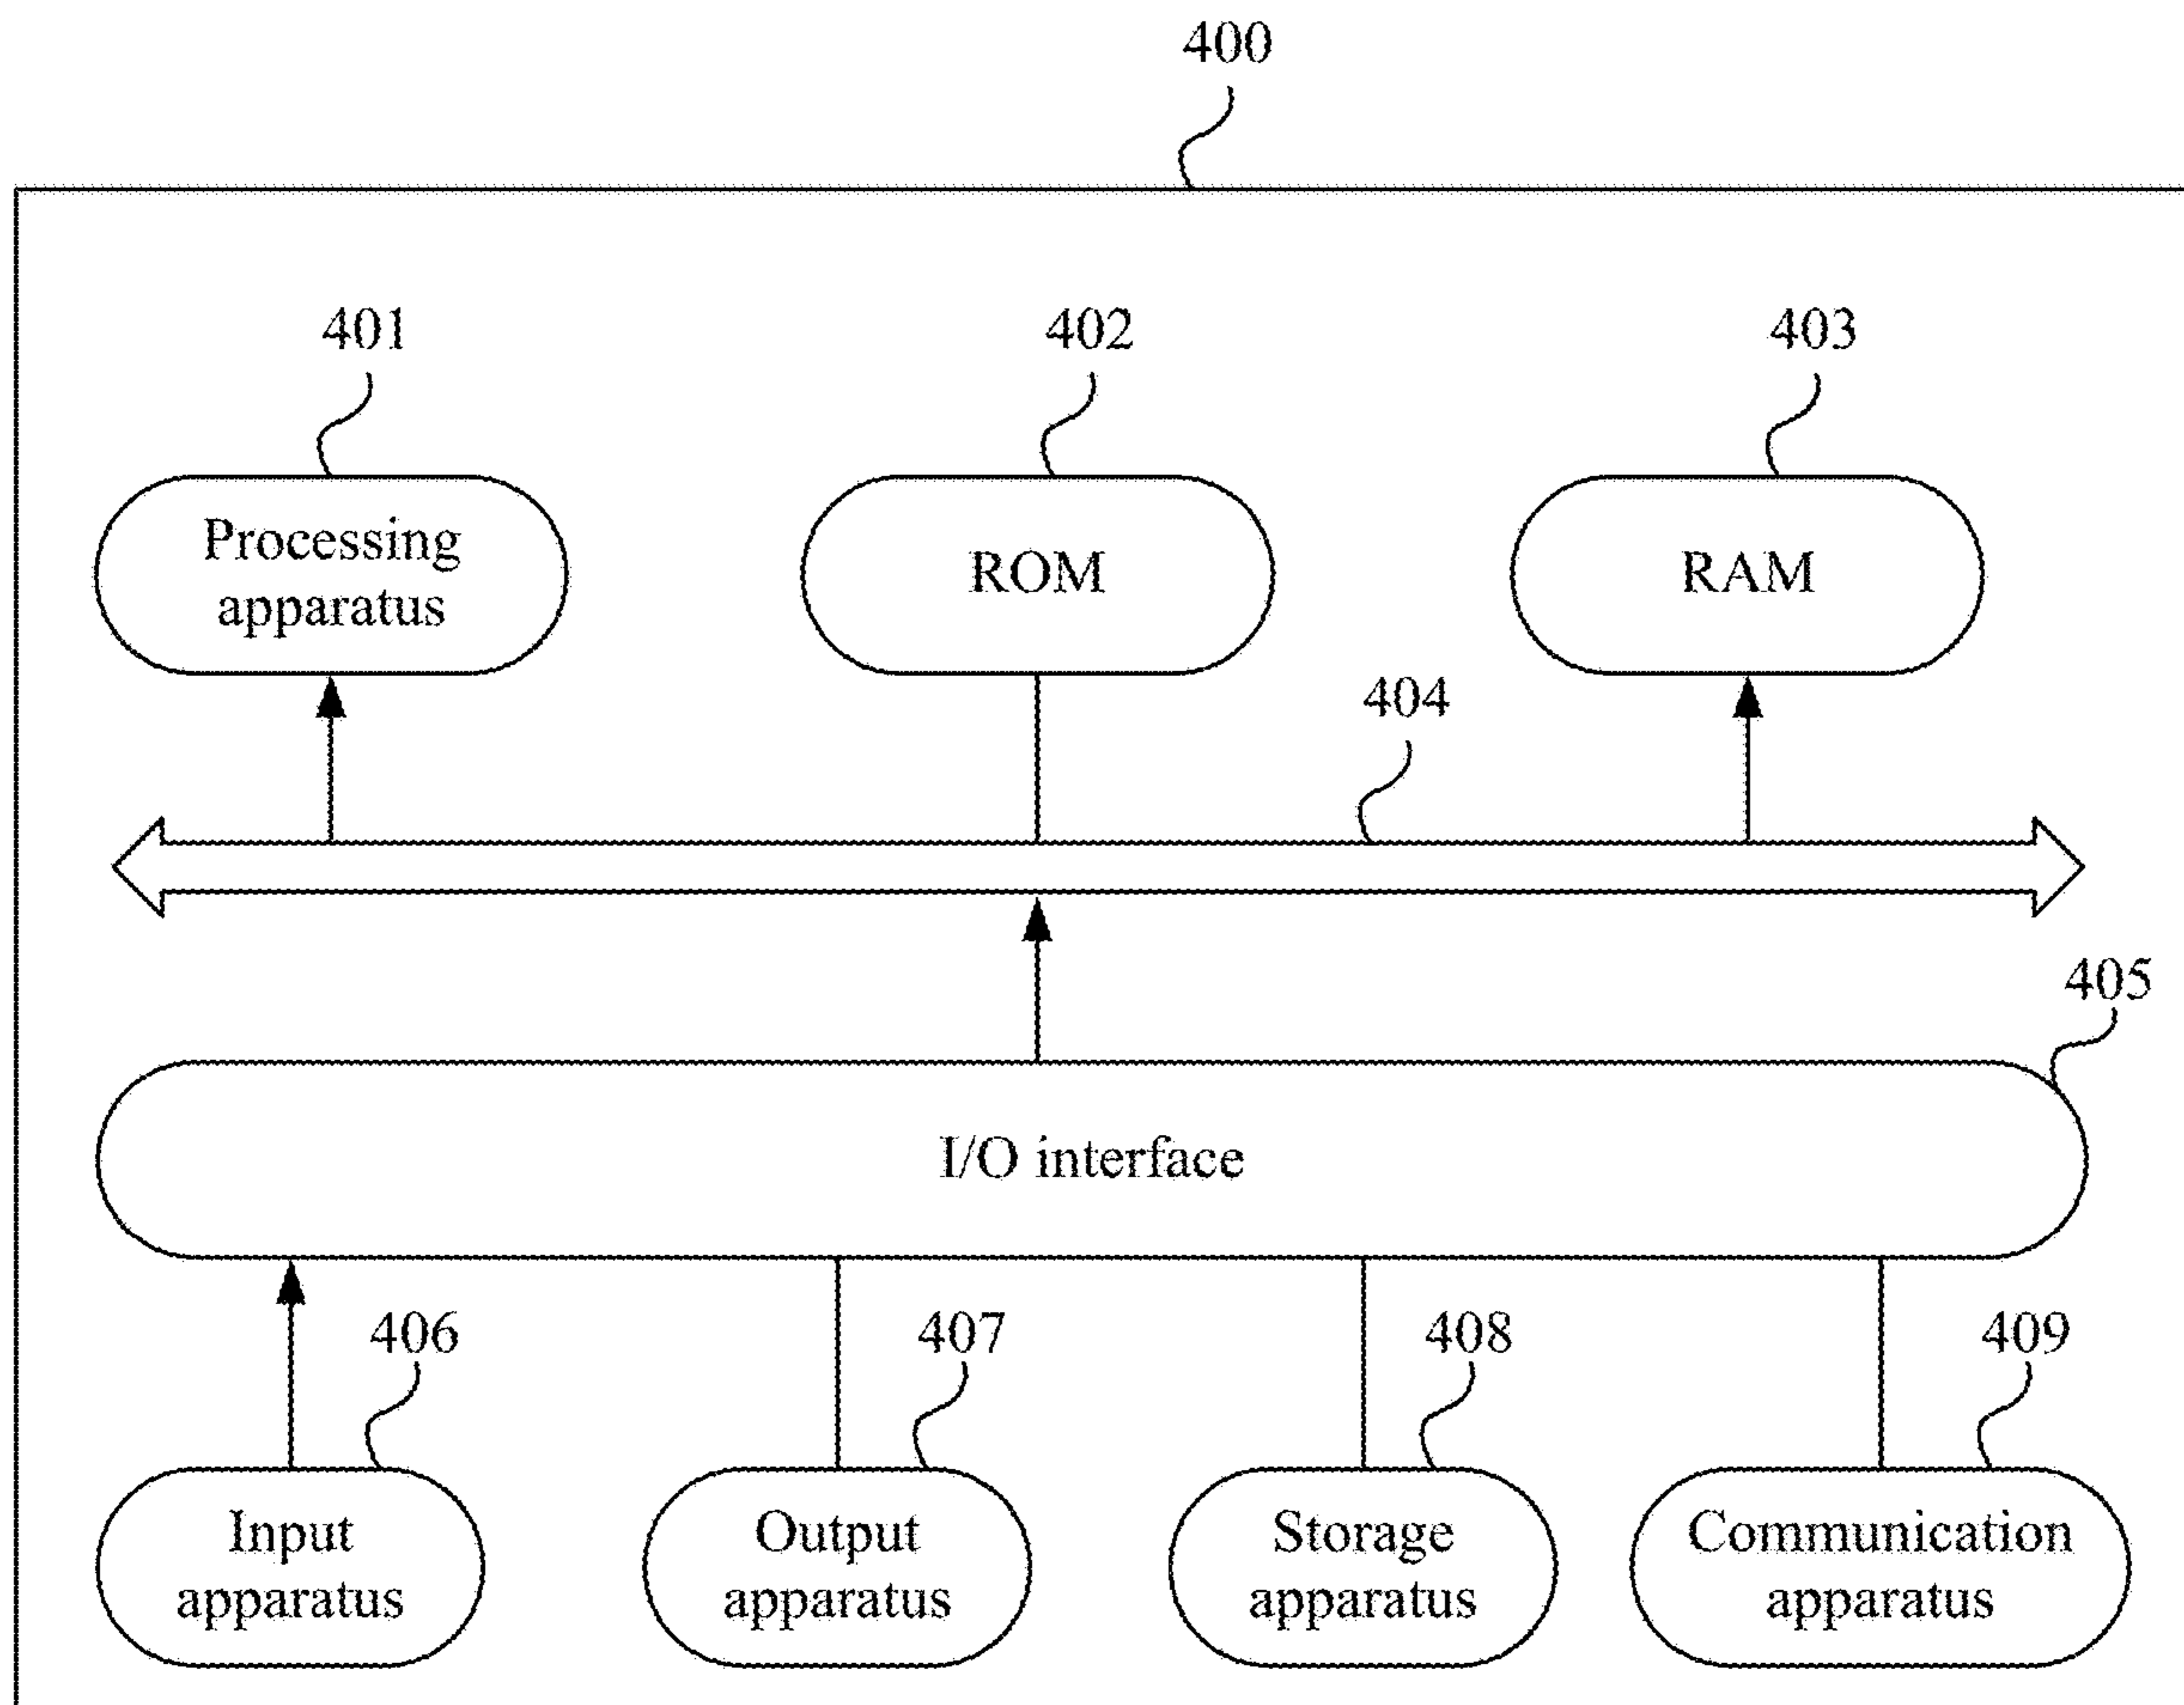 400
401
402
403
Processing
apparatus
ROM
RAM
404
405
I/O interface
406
407
408
409
Input
apparatus
Output
apparatus
Storage
apparatus
Communication
apparatus